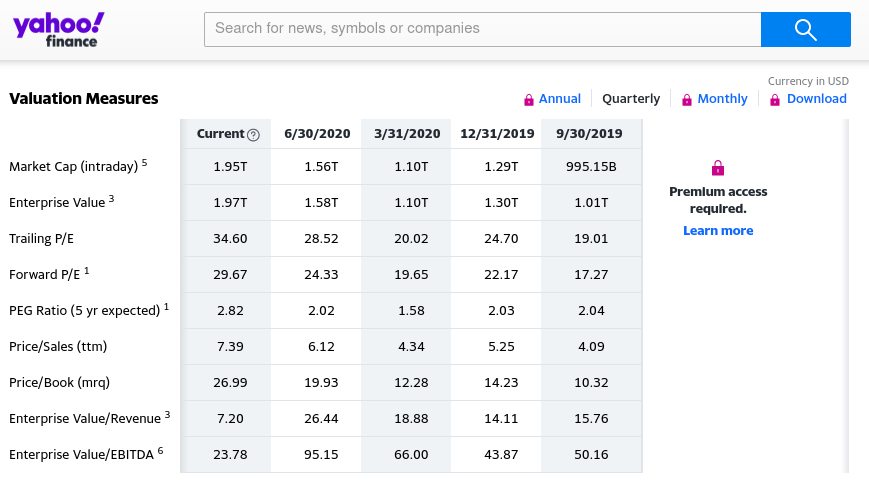 yahoo!
finance
Search for news, symbols or companies
Currency in USD
Valuation Measures Annual Quarterly Monthly Download
Current ? 6/30/2020 3/31/2020 12/31/2019 9/30/2019
Market Cap (intraday) 5 1.95T 1.56T 1.10T 1.29T 995.15B
Premium access
required.
Learn more
Enterprise Value 3 1.97T 1.58T 1.10T 1.30T 1.01T
Trailing P/E 34.60 28.52 20.02 24.70 19.01
Forward P/E 1 29.67 24.33 19.65 22.17 17.27
PEG Ratio (5 yr expected) 1 2.82 2.02 1.58 2.03 2.04
Price/Sales (ttm) 7.39 6.12 4.34 5.25 4.09
Price/Book (mrq) 26.99 19.93 12.28 14.23 10.32
Enterprise Value/Revenue 3 7.20 26.44 18.88 14.11 15.76
Enterprise Value/EBITDA 6 23.78 95.15 66.00 43.87 50.16